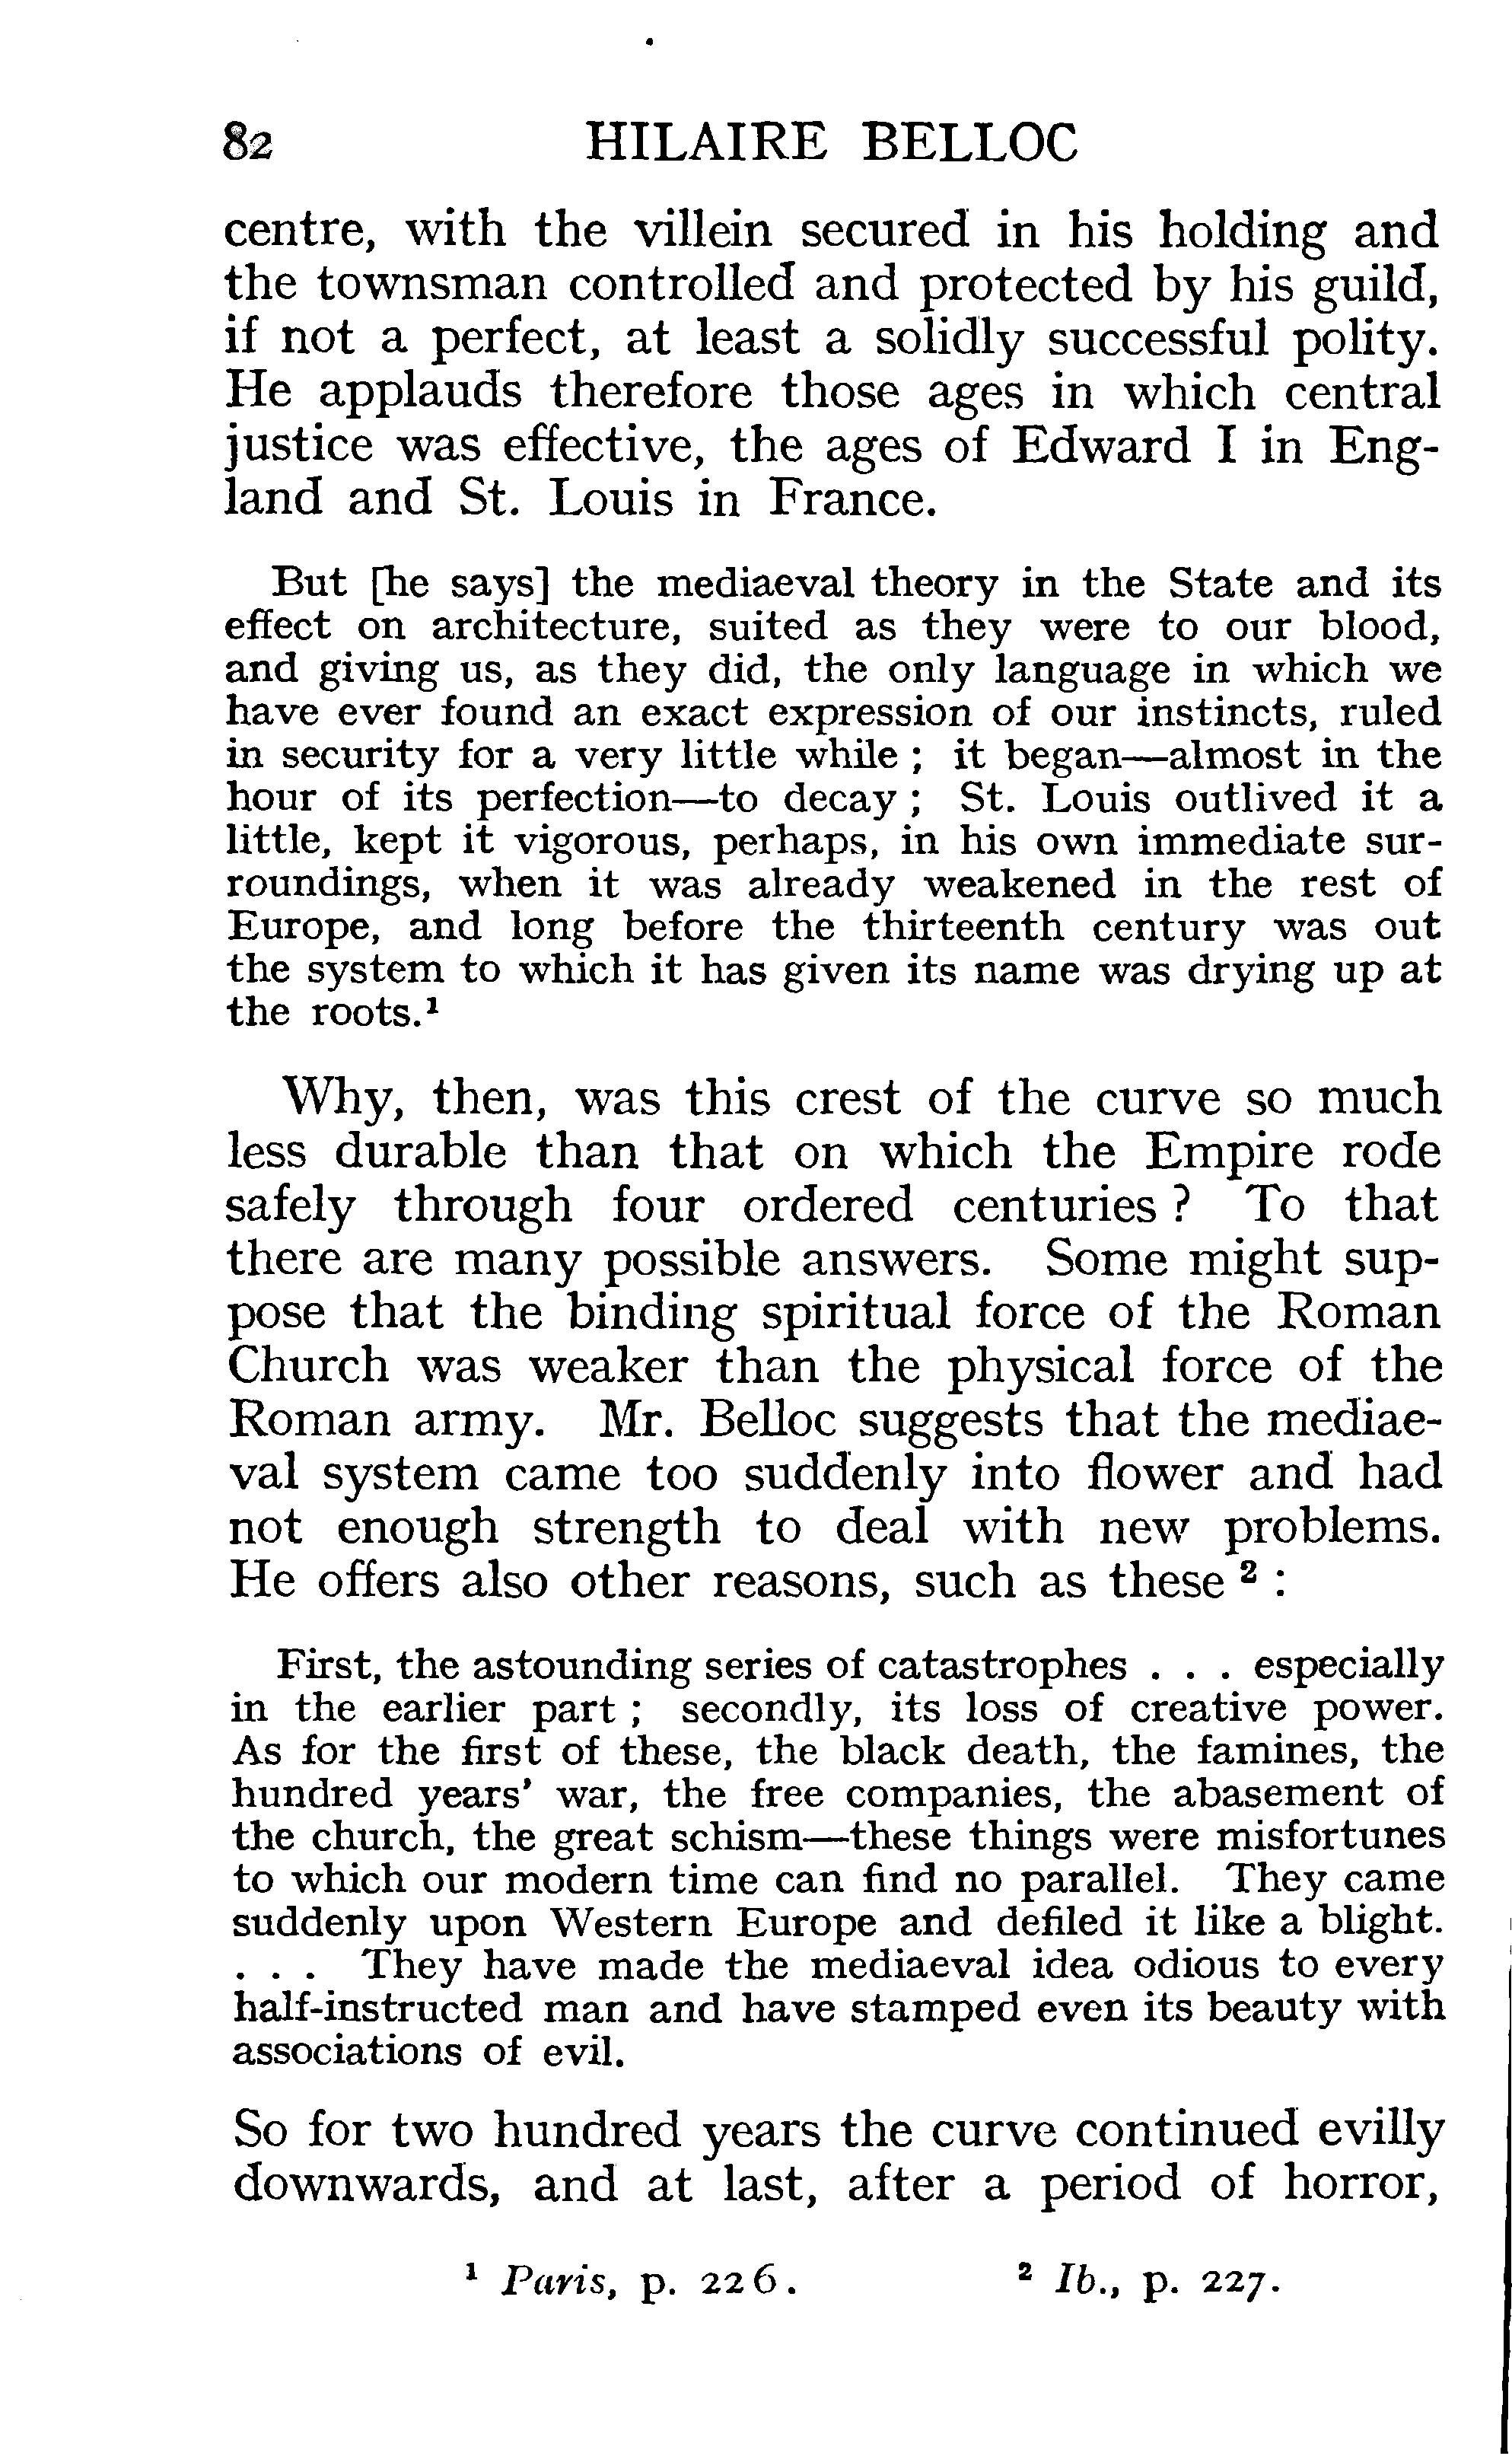 82 HILAIRE BELLOC
centre, with the villein secured in his holding and
the townsman controlled and protected by his guild,
if not a perfect, at least a solidly successful polity.
He applauds therefore those ages in which central
justice was effective, the ages of Edward I in Eng-
land and St. Louis in France.
But [he says] the mediaeval theory in the State and its
effect on architecture, suited as they were to our blood,
and giving us, as they did, the only language in which we
have ever found an exact expression of our instincts, ruled
in security for a very little while ; it began—almost in the
hour of its perfection—to decay ; St. Louis outlived it a
little, kept it vigorous, perhaps, in his own immediate sur-
roundings, when it was already weakened in the rest of
Europe, and long before the thirteenth century was out
the system to which it has given its name was drying up at
the roots.¹
Why, then, was this crest of the curve so much
less durable than that on which the Empire rode
safely through four ordered centuries ? To that
there are many possible answers. Some might sup-
pose that the binding spiritual force of the Roman
Church was weaker than the physical force of the
Roman army. Mr. Belloc suggests that the mediae-
val system came too suddenly into flower and had
not enough strength to deal with new problems.
He offers also other reasons, such as these ² :
First, the astounding series of catastrophes . . . especially
in the earlier part ; secondly, its loss of creative power.
As for the first of these, the black death, the famines, the
hundred years' war, the free companies, the abasement of
the church, the great schism—these things were misfortunes
to which our modern time can find no parallel. They came
suddenly upon Western Europe and defiled it like a blight.
. . . They have made the mediaeval idea odious to every
half-instructed man and have stamped even its beauty with
associations of evil.
So for two hundred years the curve continued evilly
downwards, and at last, after a period of horror,
¹ Paris, p. 226. ² Ib., p. 227.